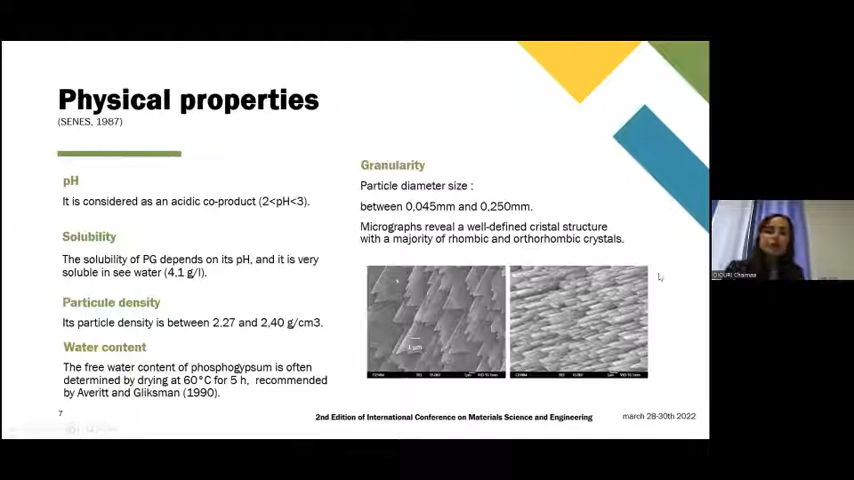 Physical properties
(SENES, 1987)
pH
It is considered as an acidic co-product (2<pH<3).
Solubility
The solubility of PG depends on its pH, and it is very
soluble in see water (4,1 g/l).
Particule density
Its particle density is between 2.27 and 2,40 g/cm3.
Water content
The free water content of phosphogypsum is often
determined by drying at 60°C for 5 h, recommended
by Averitt and Gliksman (1990).
Granularity
Particle diameter size :
between 0,045mm and 0,250mm.
Micrographs reveal a well-defined cristal structure
with a majority of rhombic and orthorhombic crystals.
1 µm
7
2nd Edition of International Conference on Materials Science and Engineering
march 28-30th 2022
DIOURI Chamae